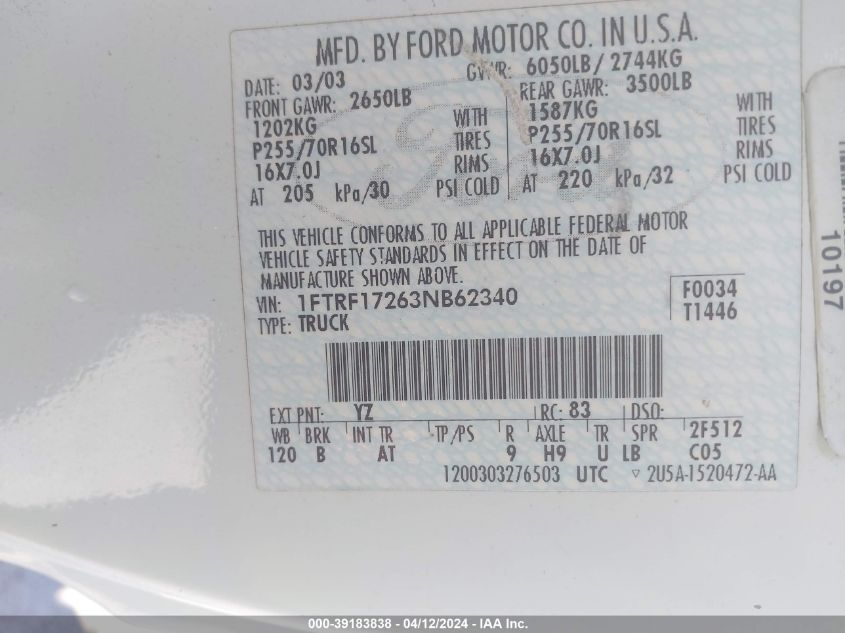 MFD. BY FORD MOTOR CO. IN U.S.A.
DATE: 03/03 GVWR: 6050LB/ 2744KG
FRONT GAWR: 2650LB REAR GAWR: 3500LB
1202KG WITH 1587KG WITH
P255/70R16SL TIRES P255/70R16SL TIRES
16X7.0J RIMS 16X7.0J RIMS
AT 205 kPa/30 PSI COLD AT 220 kPa/32 PSI COLD
THIS VEHICLE CONFORMS TO ALL APPLICABLE FEDERAL MOTOR
VEHICLE SAFETY STANDARDS IN EFFECT ON THE DATE OF
MANUFACTURE SHOWN ABOVE.
VIN: 1FTRF17263NB62340 F0034
TYPE: TRUCK T1446
EXT PNT: YZ RC: 83 DSO:
WB BRK INT TR TP/PS R AXLE TR SPR 2F512
120 B AT 9 H9 U LB C05
1200303276503 UTC ▽ 2U5A-1520472-AA
10197
000-39183838 - 04/12/2024 - IAA Inc.